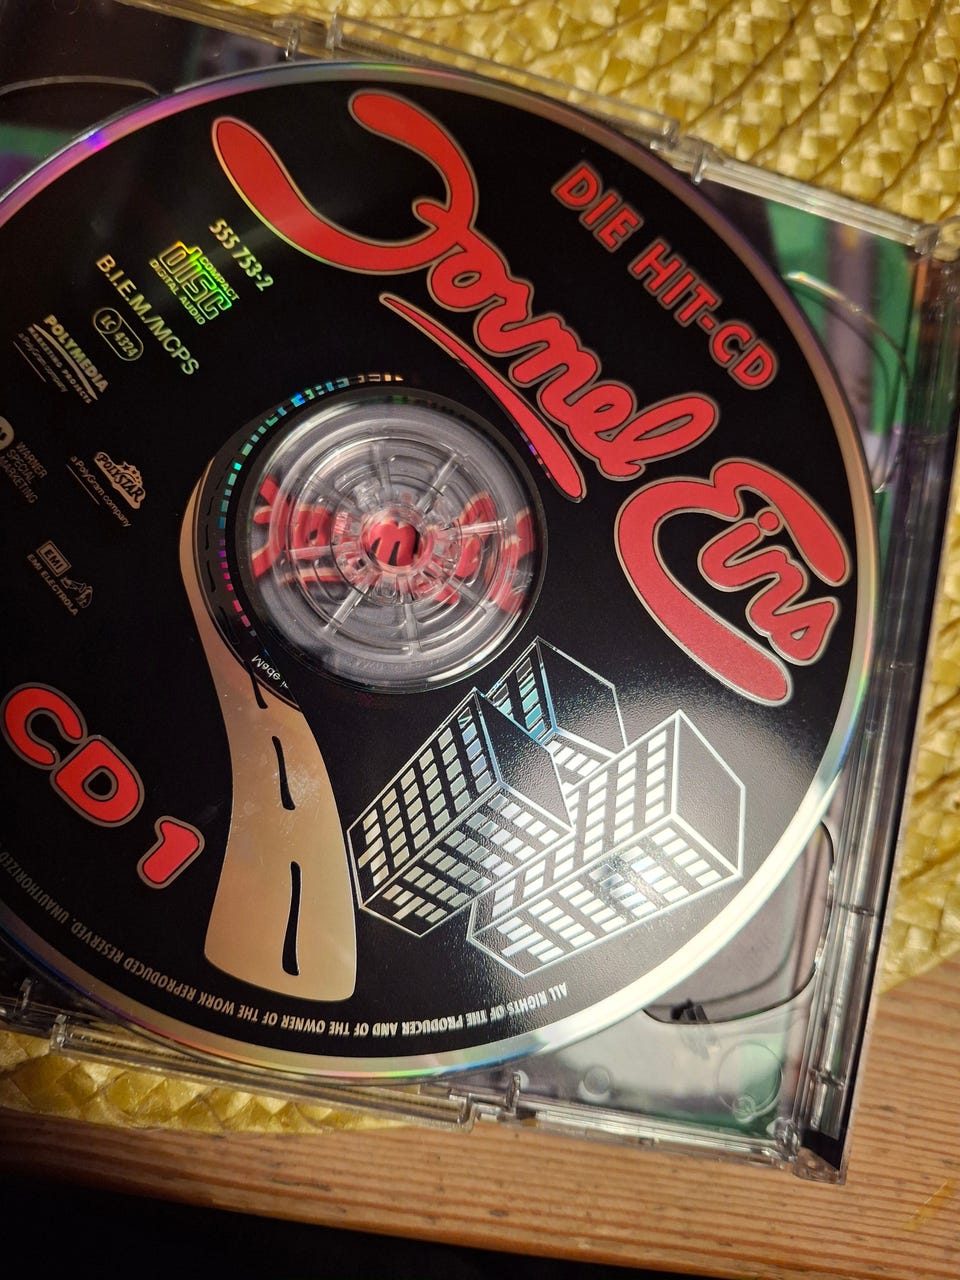 DIE HIT-CD
Formel Eins
555 753-2
COMPACT
disc
DIGITAL AUDIO
B.I.E.M./MCPS
LC
4324
POLYMEDIA
MARKETING PROJECTS
a PolyGram company
WARNER
SPECIAL
MARKETING
POLYSTAR
a PolyGram company
EMI
EMI ELECTROLA
CD 1
Made i
ALL RIGHTS OF THE PRODUCER AND OF THE OWNER OF THE WORK REPRODUCED RESERVED. UNAUTHORIZED